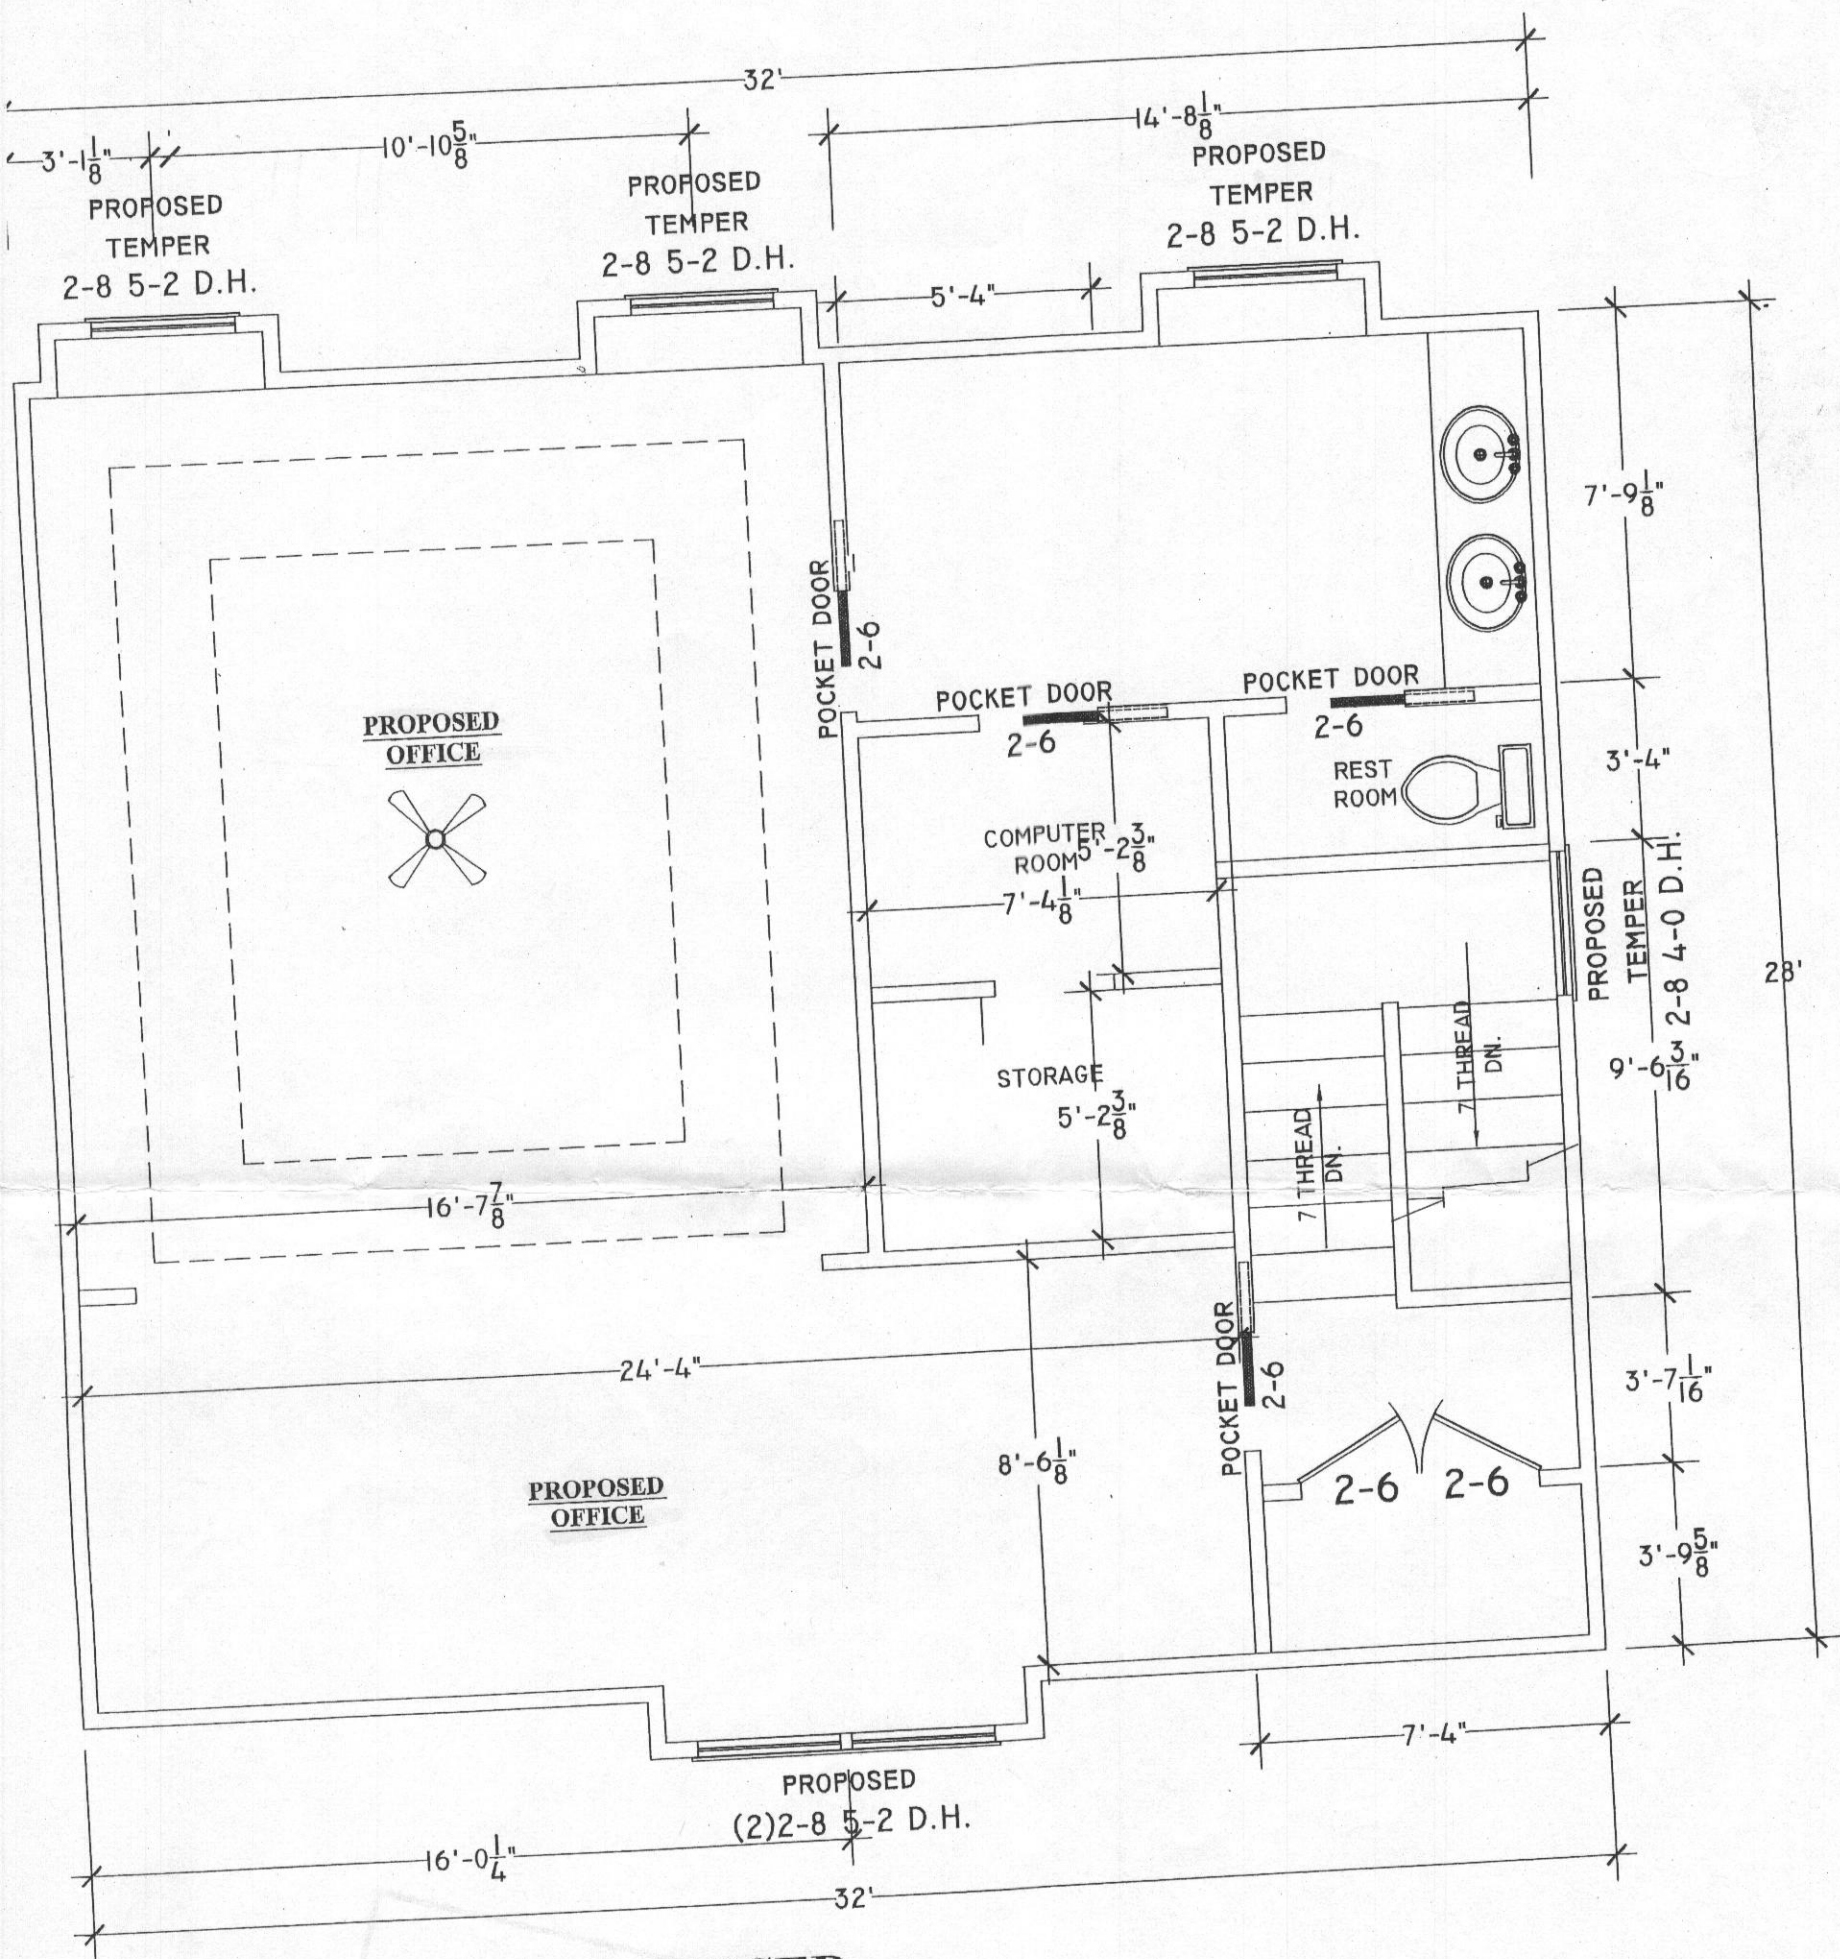 32'
3'-1 1/8"
10'-10 5/8"
14'-8 1/8"
PROPOSED
TEMPER
2-8 5-2 D.H.
PROPOSED
TEMPER
2-8 5-2 D.H.
PROPOSED
TEMPER
2-8 5-2 D.H.
5'-4"
7'-9 1/8"
POCKET DOOR
2-6
POCKET DOOR
2-6
POCKET DOOR
2-6
PROPOSED
OFFICE
REST
ROOM
3'-4"
COMPUTER
ROOM
5'-2 3/8"
7'-4 1/8"
PROPOSED
TEMPER
2-8 4-0 D.H.
28'
STORAGE
5'-2 3/8"
7 THREAD
DN.
7 THREAD
DN.
9'-6 3/16"
16'-7 7/8"
24'-4"
POCKET DOOR
2-6
3'-7 1/16"
8'-6 1/8"
2-6
2-6
PROPOSED
OFFICE
3'-9 5/8"
7'-4"
PROPOSED
(2)2-8 5-2 D.H.
16'-0 1/4"
32'